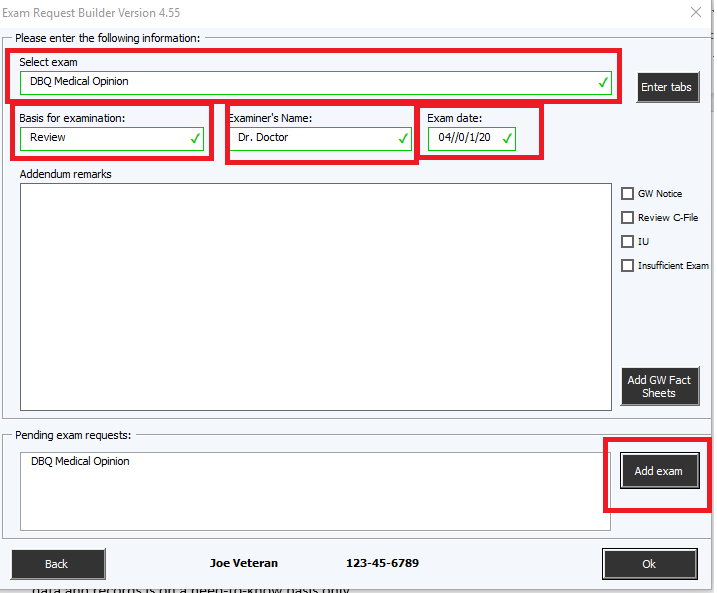 Exam Request Builder Version 4.55
Please enter the following information:
Select exam
DBQ Medical Opinion
Enter tabs
Basis for examination: Examiner's Name: Exam date:
Review Dr. Doctor 04//0/1/20
Addendum remarks
GW Notice
Review C-File
IU
Insufficient Exam
Add GW Fact
Sheets
Pending exam requests:
DBQ Medical Opinion
Add exam
Back Joe Veteran 123-45-6789 Ok
data and records is on a need-to-know basis only